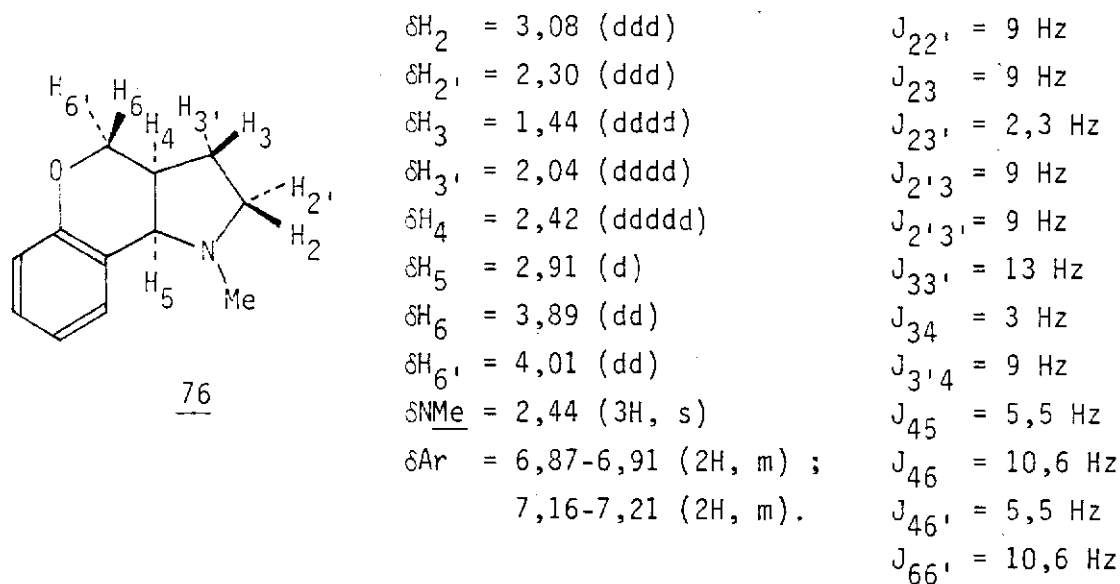 H6' H6 H4 H3' H3
O
H2'
H2
N
H5 Me
76
δH2 = 3,08 (ddd)
δH2' = 2,30 (ddd)
δH3 = 1,44 (dddd)
δH3' = 2,04 (dddd)
δH4 = 2,42 (ddddd)
δH5 = 2,91 (d)
δH6 = 3,89 (dd)
δH6' = 4,01 (dd)
δNMe = 2,44 (3H, s)
δAr = 6,87-6,91 (2H, m) ;
7,16-7,21 (2H, m).
J22' = 9 Hz
J23 = 9 Hz
J23' = 2,3 Hz
J2'3 = 9 Hz
J2'3' = 9 Hz
J33' = 13 Hz
J34 = 3 Hz
J3'4 = 9 Hz
J45 = 5,5 Hz
J46 = 10,6 Hz
J46' = 5,5 Hz
J66' = 10,6 Hz